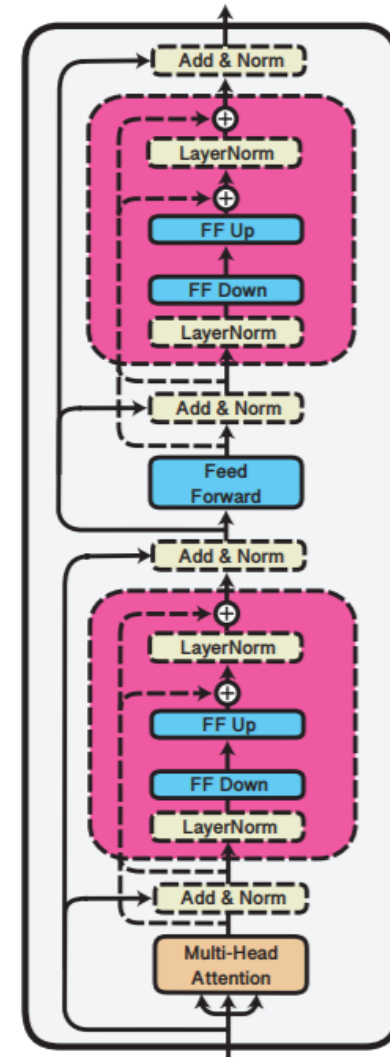 Add & Norm
LayerNorm
FF Up
FF Down
LayerNorm
Add & Norm
Feed
Forward
Add & Norm
LayerNorm
FF Up
FF Down
LayerNorm
Add & Norm
Multi-Head
Attention